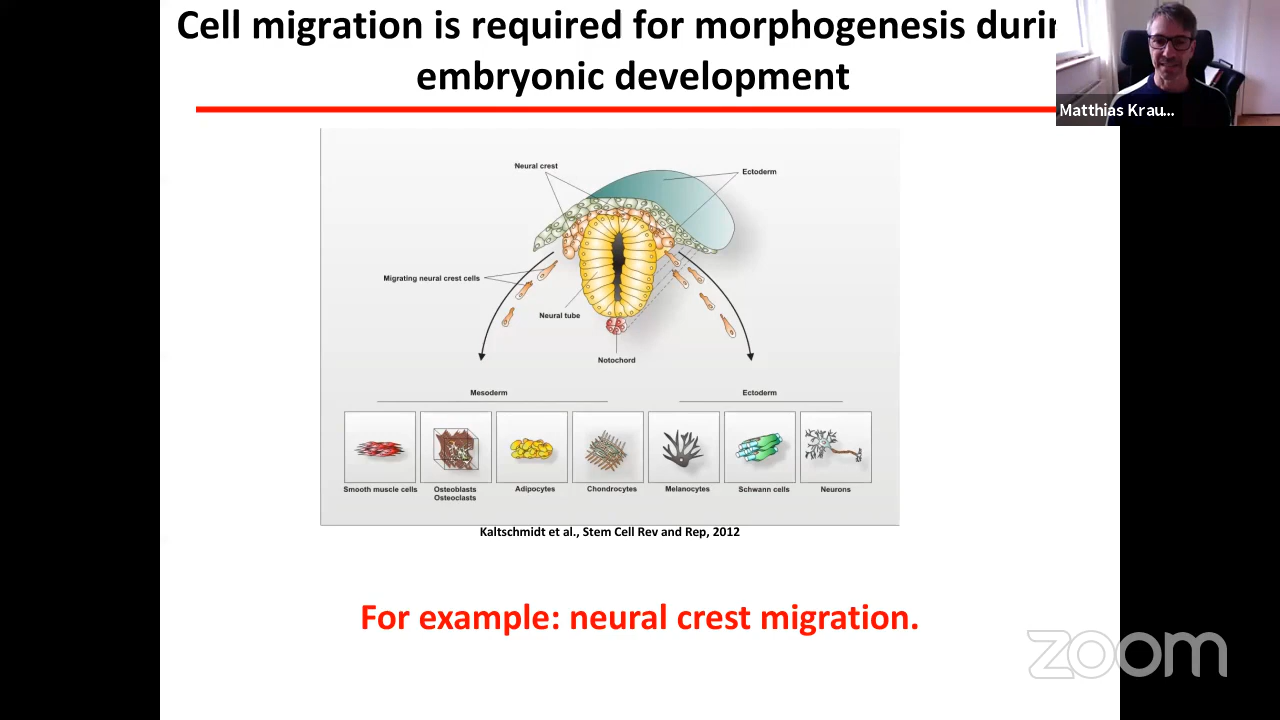 Cell migration is required for morphogenesis durin
embryonic development
Matthias Krau...
Neural crest
Ectoderm
Migrating neural crest cells
Neural tube
Notochord
Mesoderm
Ectoderm
Smooth muscle cells
Osteoblasts
Osteoclasts
Adipocytes
Chondrocytes
Melanocytes
Schwann cells
Neurons
Kaltschmidt et al., Stem Cell Rev and Rep, 2012
For example: neural crest migration.
zoom